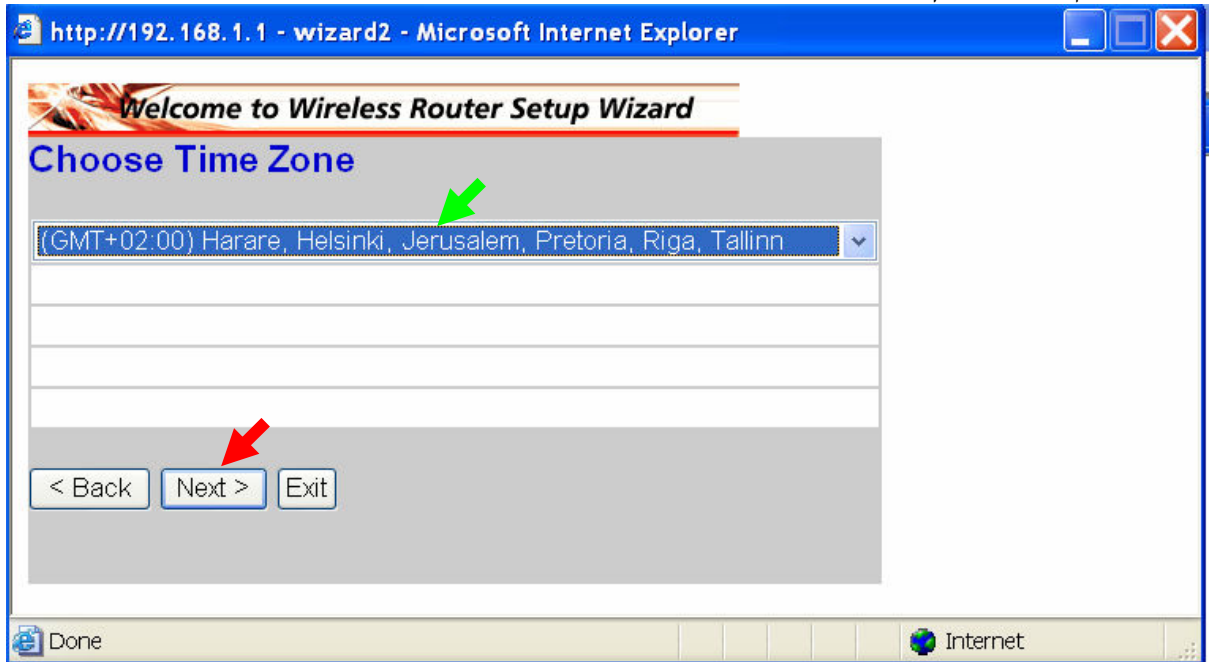 http://192.168.1.1 - wizard2 - Microsoft Internet Explorer
Welcome to Wireless Router Setup Wizard
Choose Time Zone
(GMT+02:00) Harare, Helsinki, Jerusalem, Pretoria, Riga, Tallinn
< Back Next > Exit
Done Internet